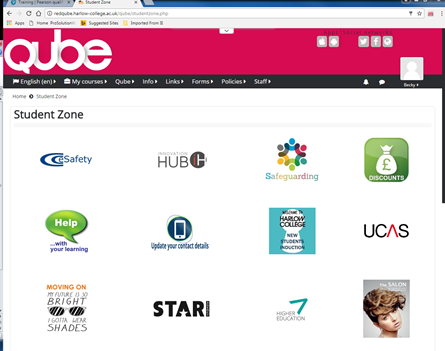 Training | Pearson quali
Student Zone
redqube.harlow-college.ac.uk/qube/studentzone.php
Apps
Home
Suggested Sites
Imported From IE
qube
English (en)
My courses
Qube
Info
Links
Forms
Policies
Staff
Becky
Home
Student Zone
Student Zone
eSafety
INNOVATION
HUB
Safeguarding
£
DISCOUNTS
Help
...with
your learning
Update your contact details
WELCOME TO
HARLOW
COLLEGE
NEW
STUDENTS
INDUCTION
UCAS
MOVING ON
MY FUTURE IS SO
BRIGHT
I GOTTA WEAR
SHADES
STAR
HIGHER
EDUCATION
The SALON